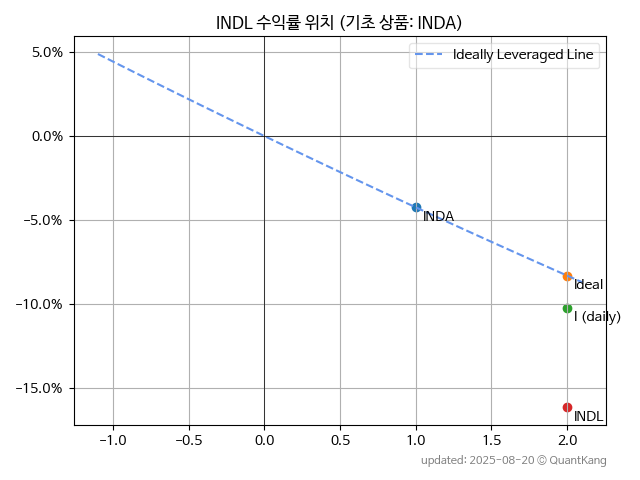 INDL 수익률 위치 (기초 상품: INDA)
Ideally Leveraged Line
5.0%
0.0%
−5.0%
−10.0%
−15.0%
INDA
Ideal
l (daily)
INDL
−1.0
−0.5
0.0
0.5
1.0
1.5
2.0
updated: 2025-08-20 © QuantKang